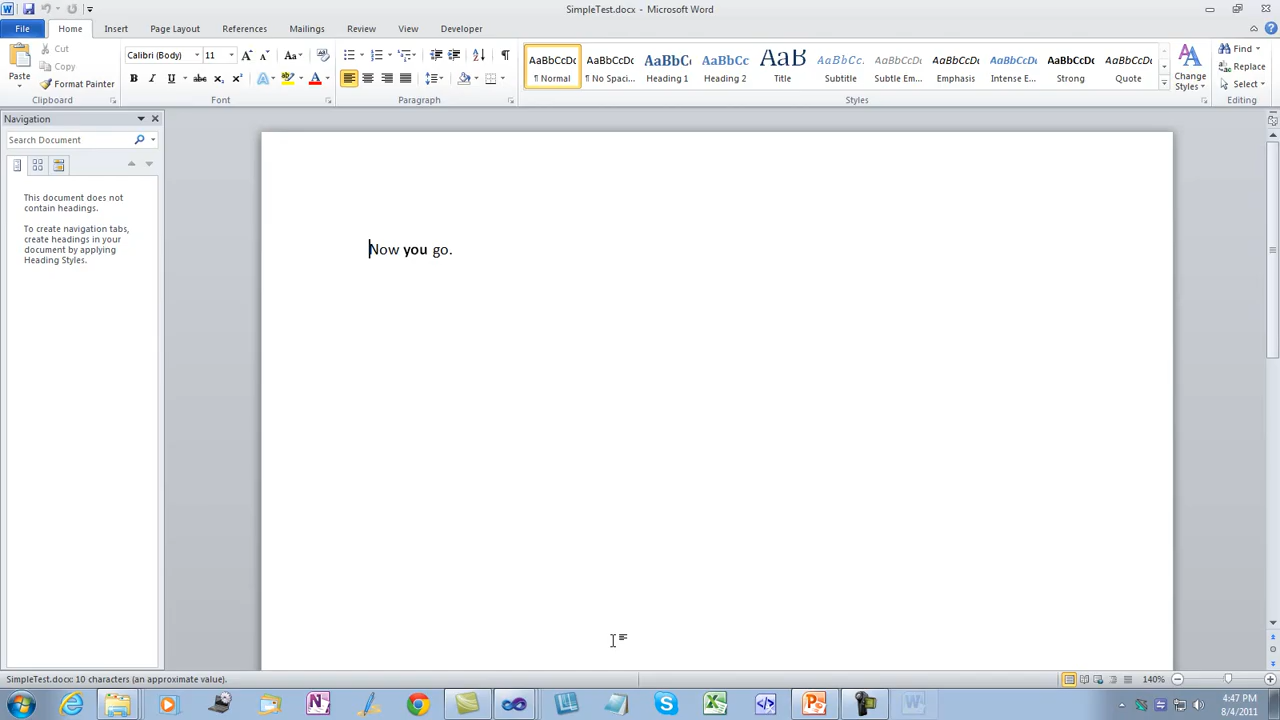 SimpleTest.docx - Microsoft Word
File Home Insert Page Layout References Mailings Review View Developer
Paste
Cut
Copy
Format Painter
Clipboard
Calibri (Body) 11
Font
Paragraph
AaBbCcDc AaBbCcDc AaBbC AaBbCc AaB AaBbCc. AaBbCcDc AaBbCcDc AaBbCcDc AaBbCcDc AaBbCcDc
¶ Normal ¶ No Spaci... Heading 1 Heading 2 Title Subtitle Subtle Em... Emphasis Intense E... Strong Quote
Change Styles
Styles
Find
Replace
Select
Editing
Navigation
Search Document
This document does not
contain headings.
To create navigation tabs,
create headings in your
document by applying
Heading Styles.
Now you go.
SimpleTest.docx: 10 characters (an approximate value).
140%
4:47 PM
8/4/2011